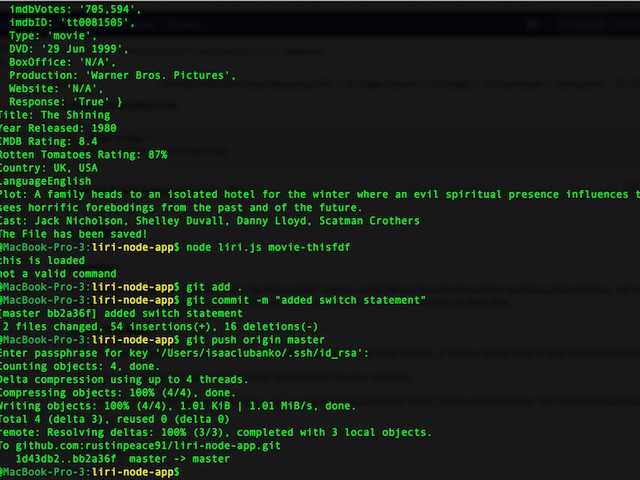 imdbVotes: '705,594',
imdbID: 'tt0081505',
Type: 'movie',
DVD: '29 Jun 1999',
BoxOffice: 'N/A',
Production: 'Warner Bros. Pictures',
Website: 'N/A',
Response: 'True' }
Title: The Shining
Year Released: 1980
IMDB Rating: 8.4
Rotten Tomatoes Rating: 87%
Country: UK, USA
LanguageEnglish
Plot: A family heads to an isolated hotel for the winter where an evil spiritual presence influences t
sees horrific forebodings from the past and of the future.
Cast: Jack Nicholson, Shelley Duvall, Danny Lloyd, Scatman Crothers
The File has been saved!
@MacBook-Pro-3:liri-node-app$ node liri.js movie-thisfdf
this is loaded
not a valid command
@MacBook-Pro-3:liri-node-app$ git add .
@MacBook-Pro-3:liri-node-app$ git commit -m "added switch statement"
[master bb2a36f] added switch statement
2 files changed, 54 insertions(+), 16 deletions(-)
@MacBook-Pro-3:liri-node-app$ git push origin master
Enter passphrase for key '/Users/isaaclubanko/.ssh/id_rsa':
Counting objects: 4, done.
Delta compression using up to 4 threads.
Compressing objects: 100% (4/4), done.
Writing objects: 100% (4/4), 1.01 KiB | 1.01 MiB/s, done.
Total 4 (delta 3), reused 0 (delta 0)
remote: Resolving deltas: 100% (3/3), completed with 3 local objects.
To github.com:rustinpeace91/liri-node-app.git
1d43db2..bb2a36f  master -> master
@MacBook-Pro-3:liri-node-app$